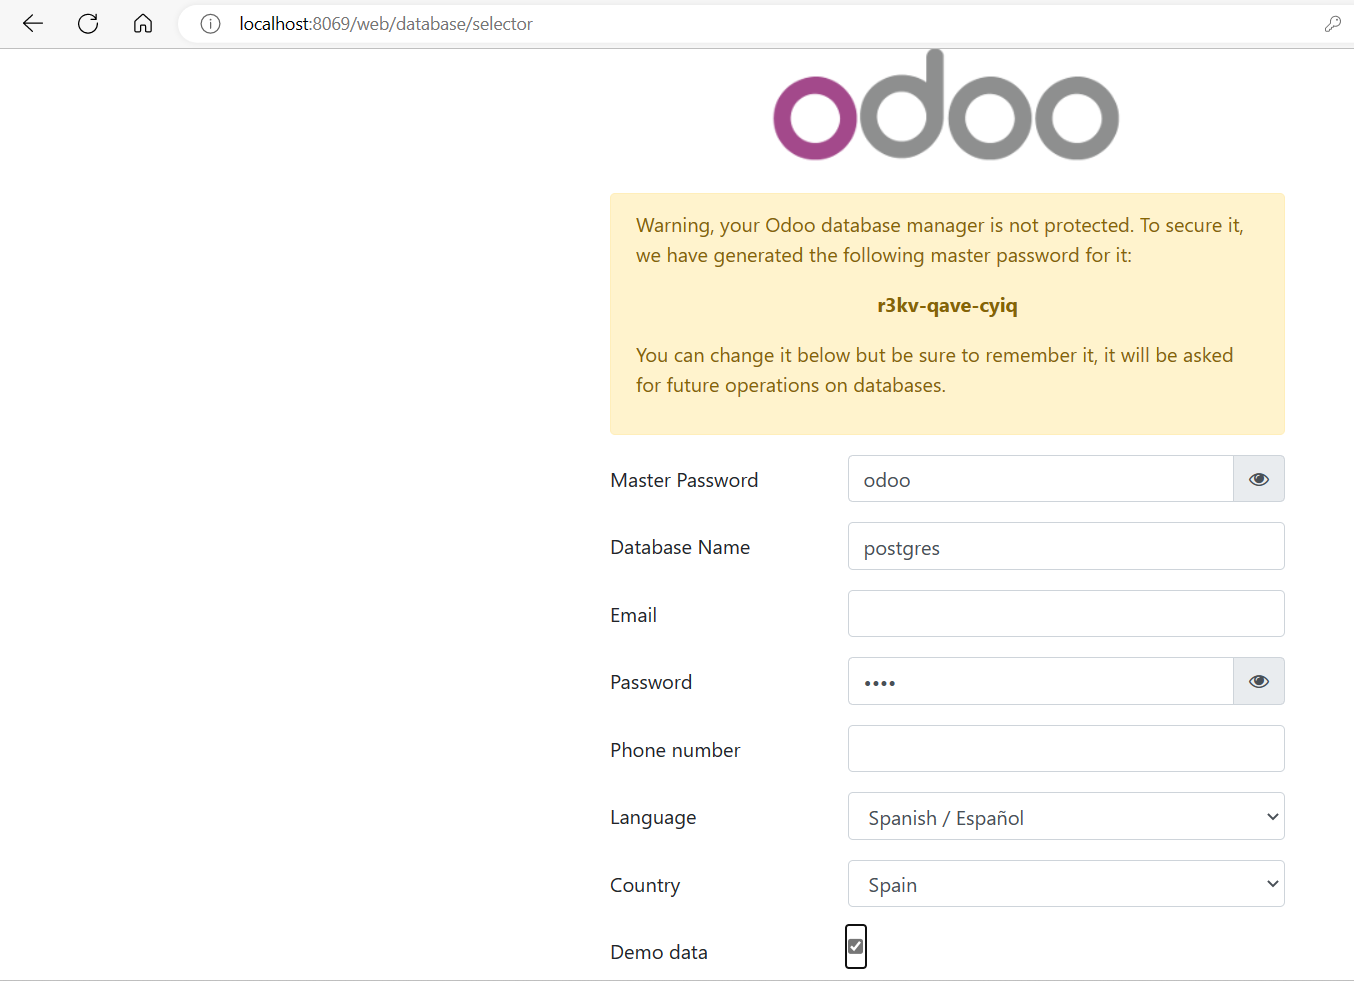 localhost:8069/web/database/selector
odoo
Warning, your Odoo database manager is not protected. To secure it,
we have generated the following master password for it:
r3kv-qave-cyiq
You can change it below but be sure to remember it, it will be asked
for future operations on databases.
Master Password odoo
Database Name postgres
Email
Password ••••
Phone number
Language Spanish / Español
Country Spain
Demo data